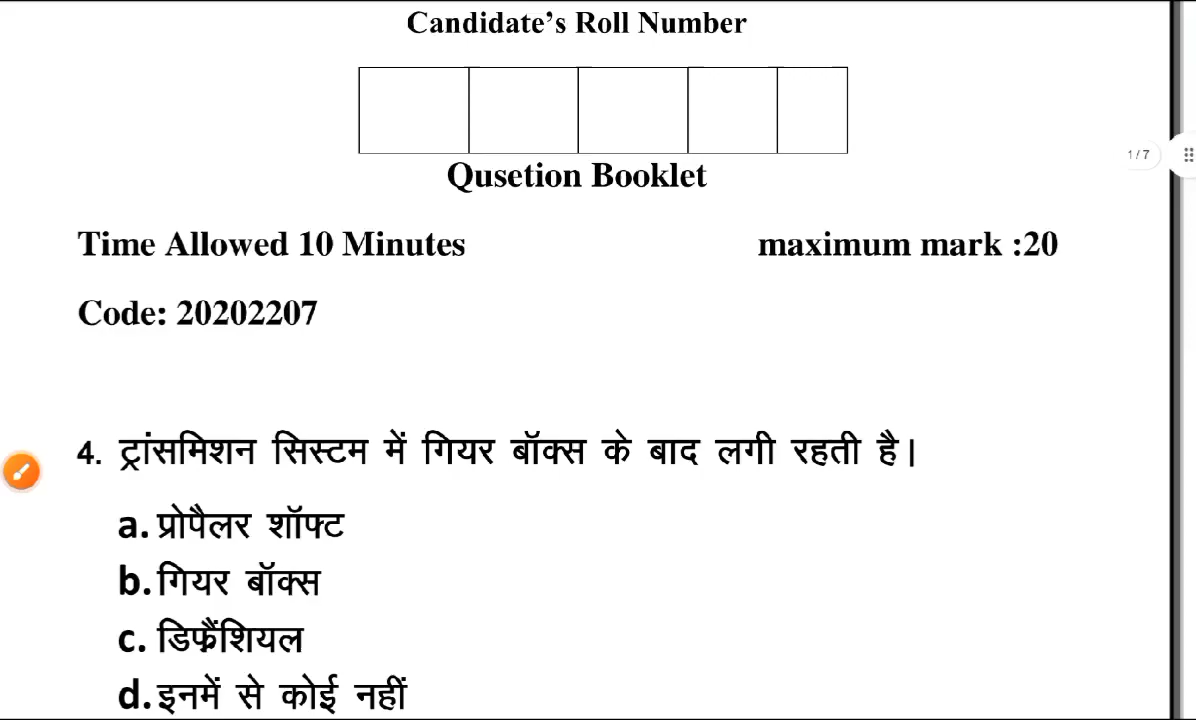 Candidate’s Roll Number
Qusetion Booklet
Time Allowed 10 Minutes maximum mark :20
Code: 20202207
1 / 7
4. ट्रांसमिशन सिस्टम में गियर बॉक्स के बाद लगी रहती है।
a. प्रोपैलर शॉफ्ट
b. गियर बॉक्स
c. डिफ्रैंशियल
d. इनमें से कोई नहीं